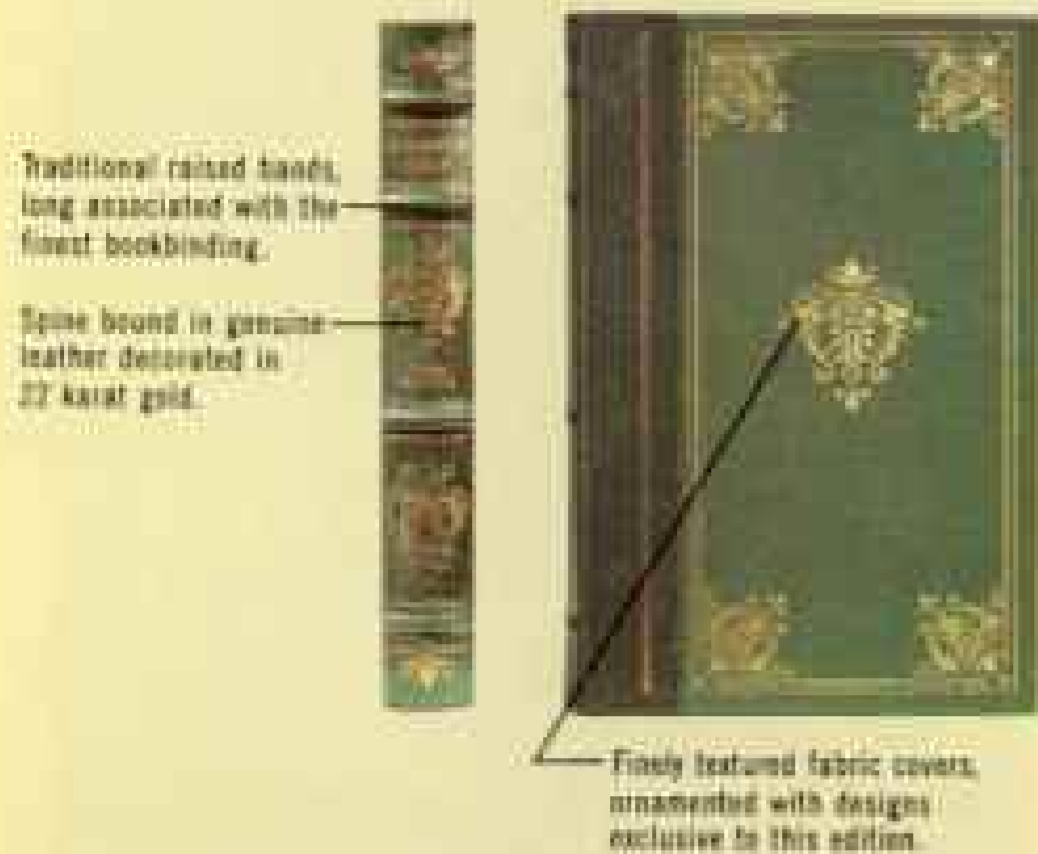 Traditional raised bands,
long associated with the
finest bookbinding.
Spine bound in genuine
leather decorated in
22 karat gold.
Finely textured fabric covers,
ornamented with designs
exclusive to this edition.